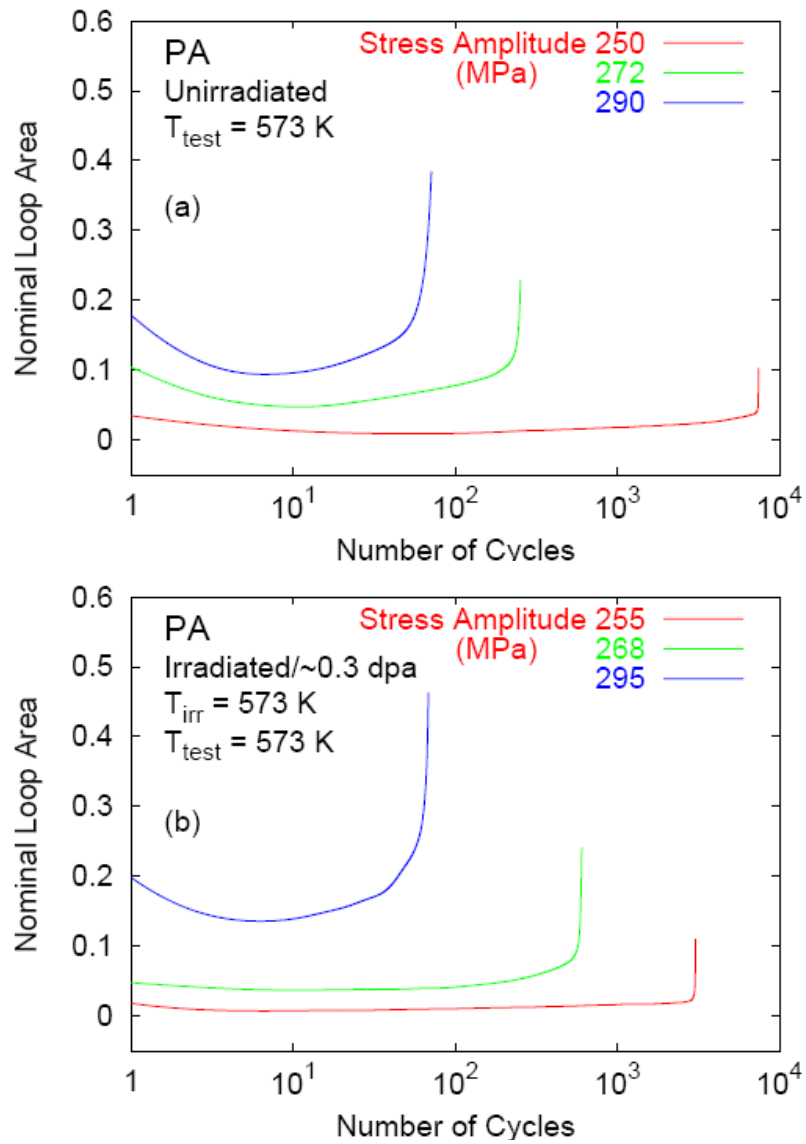 0.6
0.5
0.4
0.3
0.2
0.1
0
Nominal Loop Area
PA
Unirradiated
T_test = 573 K
(a)
Stress Amplitude 250
(MPa) 272
290
1 10^1 10^2 10^3 10^4
Number of Cycles
0.6
0.5
0.4
0.3
0.2
0.1
0
Nominal Loop Area
PA
Irradiated/~0.3 dpa
T_irr = 573 K
T_test = 573 K
(b)
Stress Amplitude 255
(MPa) 268
295
1 10^1 10^2 10^3 10^4
Number of Cycles